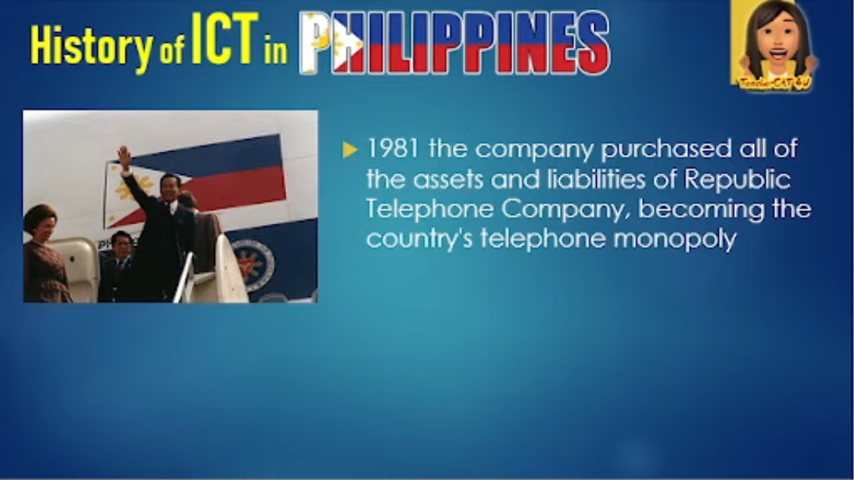 History of ICT in PHILIPPINES
1981 the company purchased all of
the assets and liabilities of Republic
Telephone Company, becoming the
country's telephone monopoly